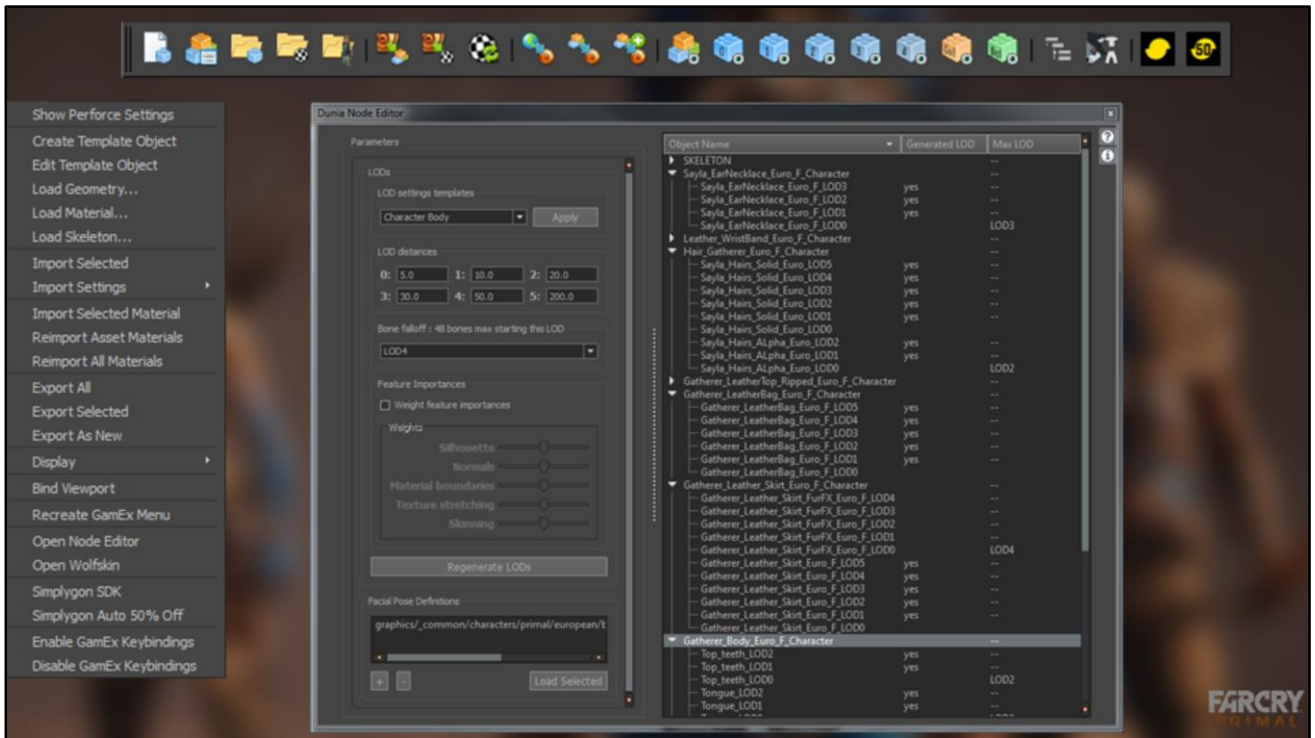 50
Show Perforce Settings
Create Template Object
Edit Template Object
Load Geometry...
Load Material...
Load Skeleton...
Import Selected
Import Settings
Import Selected Material
Reimport Asset Materials
Reimport All Materials
Export All
Export Selected
Export As New
Display
Bind Viewport
Recreate GamEx Menu
Open Node Editor
Open Wolfskin
Simplygon SDK
Simplygon Auto 50% Off
Enable GamEx Keybindings
Disable GamEx Keybindings
Dunia Node Editor
Parameters
LODs
LOD settings templates
Character Body Apply
LOD distances
0: 5.0 1: 10.0 2: 20.0
3: 30.0 4: 50.0 5: 200.0
Bone falloff : 48 bones max starting this LOD
LOD4
Feature Importances
Weight feature importances
Weights
Silhouette
Normals
Material boundaries
Texture stretching
Skinning
Regenerate LODs
Facial Pose Definitions
graphics/_common/characters/primal/european/t
+ - Load Selected
Object Name Generated LOD Max LOD
SKELETON --
Sayla_EarNecklace_Euro_F_Character --
Sayla_EarNecklace_Euro_F_LOD3 yes --
Sayla_EarNecklace_Euro_F_LOD2 yes --
Sayla_EarNecklace_Euro_F_LOD1 yes --
Sayla_EarNecklace_Euro_F_LOD0 LOD3
Leather_WristBand_Euro_F_Character --
Hair_Gatherer_Euro_F_Character --
Sayla_Hairs_Solid_Euro_LOD5 yes --
Sayla_Hairs_Solid_Euro_LOD4 yes --
Sayla_Hairs_Solid_Euro_LOD3 yes --
Sayla_Hairs_Solid_Euro_LOD2 yes --
Sayla_Hairs_Solid_Euro_LOD1 yes --
Sayla_Hairs_Solid_Euro_LOD0 --
Sayla_Hairs_ALpha_Euro_LOD2 yes --
Sayla_Hairs_ALpha_Euro_LOD1 yes --
Sayla_Hairs_ALpha_Euro_LOD0 LOD2
Gatherer_LeatherTop_Ripped_Euro_F_Character --
Gatherer_LeatherBag_Euro_F_Character --
Gatherer_LeatherBag_Euro_F_LOD5 yes --
Gatherer_LeatherBag_Euro_F_LOD4 yes --
Gatherer_LeatherBag_Euro_F_LOD3 yes --
Gatherer_LeatherBag_Euro_F_LOD2 yes --
Gatherer_LeatherBag_Euro_F_LOD1 yes --
Gatherer_LeatherBag_Euro_F_LOD0 --
Gatherer_Leather_Skirt_Euro_F_Character --
Gatherer_Leather_Skirt_FurFX_Euro_F_LOD4 --
Gatherer_Leather_Skirt_FurFX_Euro_F_LOD3 --
Gatherer_Leather_Skirt_FurFX_Euro_F_LOD2 --
Gatherer_Leather_Skirt_FurFX_Euro_F_LOD1 --
Gatherer_Leather_Skirt_FurFX_Euro_F_LOD0 LOD4
Gatherer_Leather_Skirt_Euro_F_LOD5 yes --
Gatherer_Leather_Skirt_Euro_F_LOD4 yes --
Gatherer_Leather_Skirt_Euro_F_LOD3 yes --
Gatherer_Leather_Skirt_Euro_F_LOD2 yes --
Gatherer_Leather_Skirt_Euro_F_LOD1 yes --
Gatherer_Leather_Skirt_Euro_F_LOD0 --
Gatherer_Body_Euro_F_Character --
Top_teeth_LOD2 yes --
Top_teeth_LOD1 yes --
Top_teeth_LOD0 LOD2
Tongue_LOD2 yes --
Tongue_LOD1 yes --
FARCRY
PRIMAL